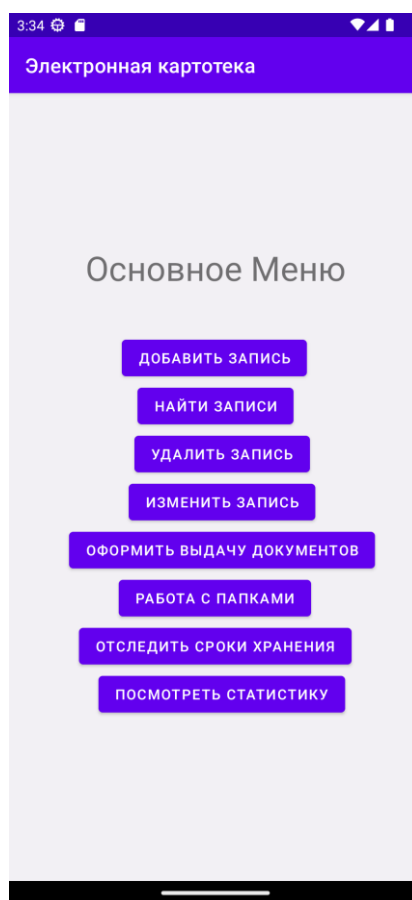 3:34
Электронная картотека
Основное Меню
ДОБАВИТЬ ЗАПИСЬ
НАЙТИ ЗАПИСИ
УДАЛИТЬ ЗАПИСЬ
ИЗМЕНИТЬ ЗАПИСЬ
ОФОРМИТЬ ВЫДАЧУ ДОКУМЕНТОВ
РАБОТА С ПАПКАМИ
ОТСЛЕДИТЬ СРОКИ ХРАНЕНИЯ
ПОСМОТРЕТЬ СТАТИСТИКУ